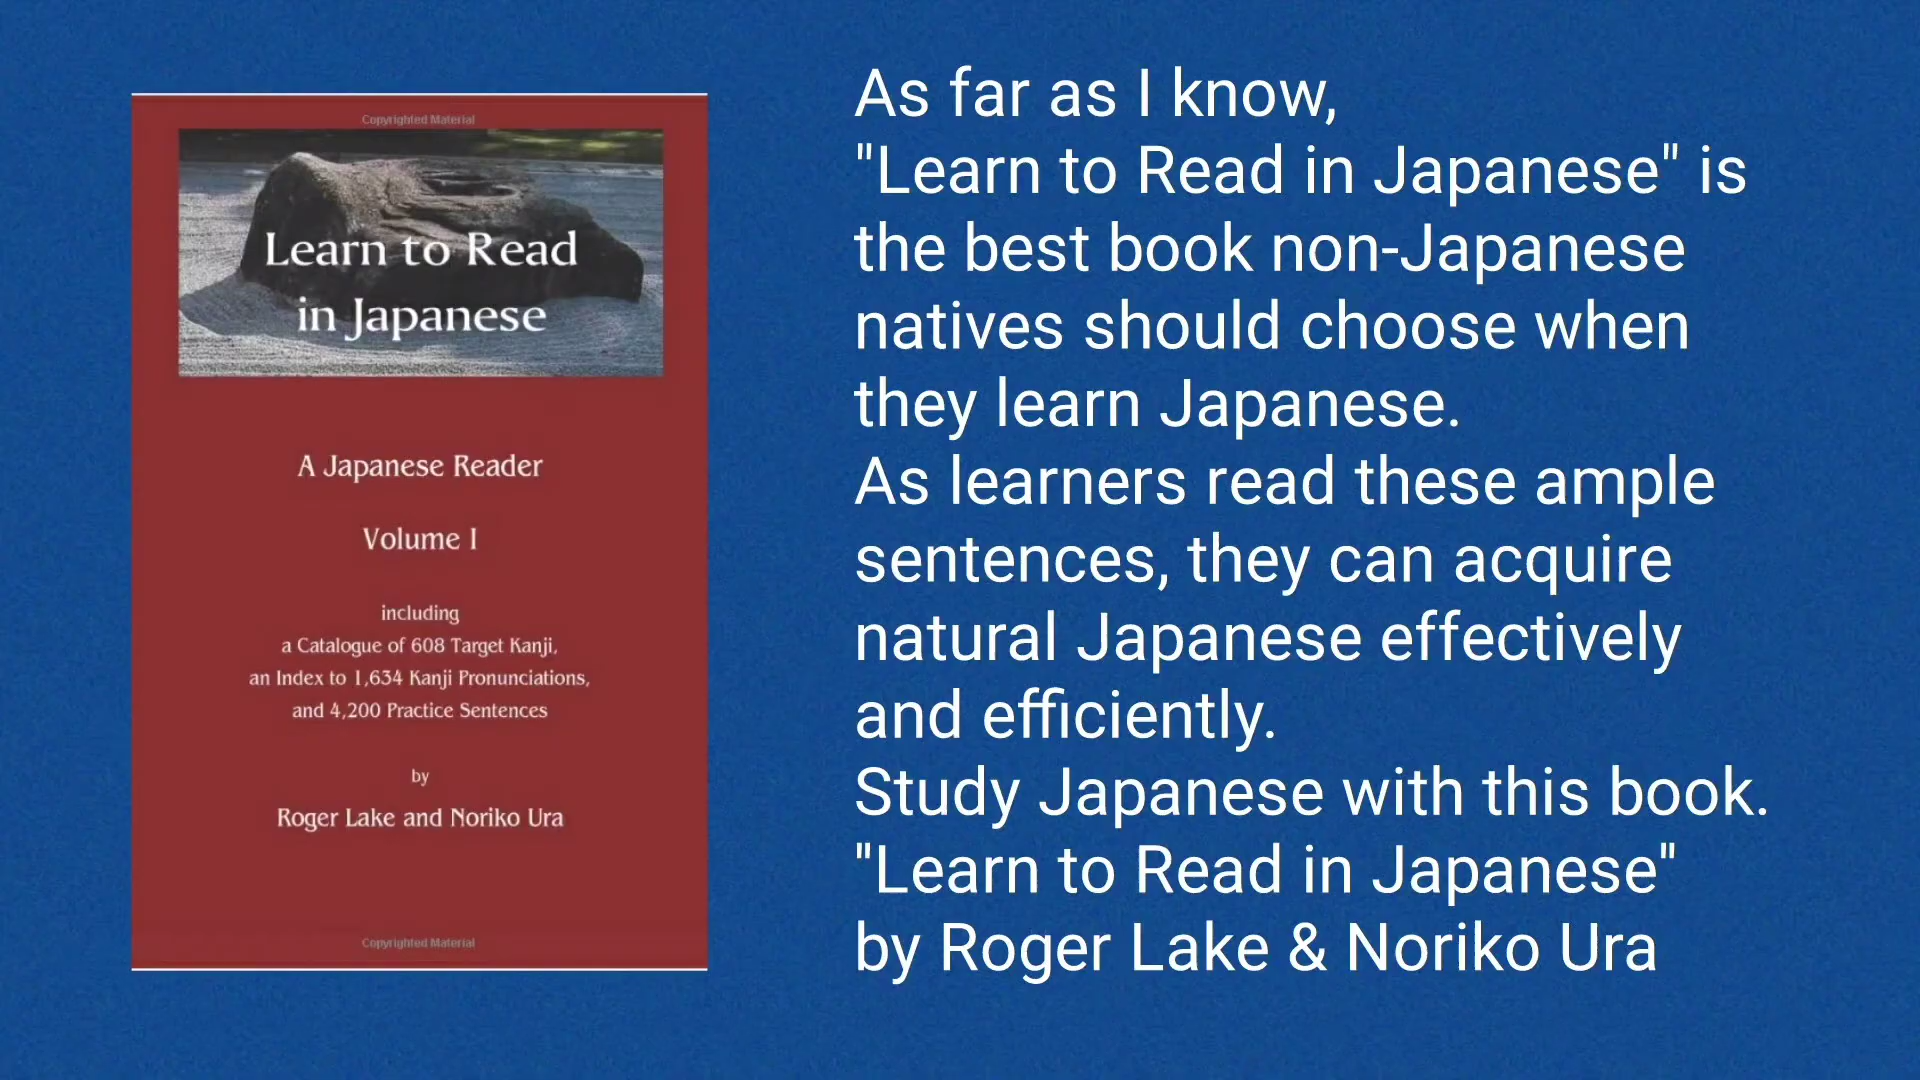 Copyrighted Material
Learn to Read
in Japanese
A Japanese Reader
Volume I
including
a Catalogue of 608 Target Kanji,
an Index to 1,634 Kanji Pronunciations,
and 4,200 Practice Sentences
by
Roger Lake and Noriko Ura
Copyrighted Material
As far as I know,
"Learn to Read in Japanese" is
the best book non-Japanese
natives should choose when
they learn Japanese.
As learners read these ample
sentences, they can acquire
natural Japanese effectively
and efficiently.
Study Japanese with this book.
"Learn to Read in Japanese"
by Roger Lake & Noriko Ura